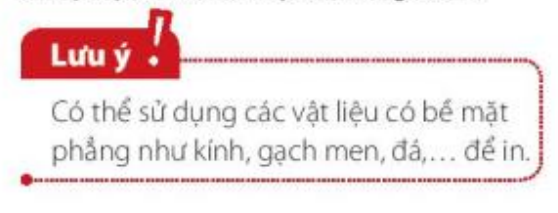 Lưu ý !
Có thể sử dụng các vật liệu có bề mặt
phẳng như kính, gạch men, đá,... để in.